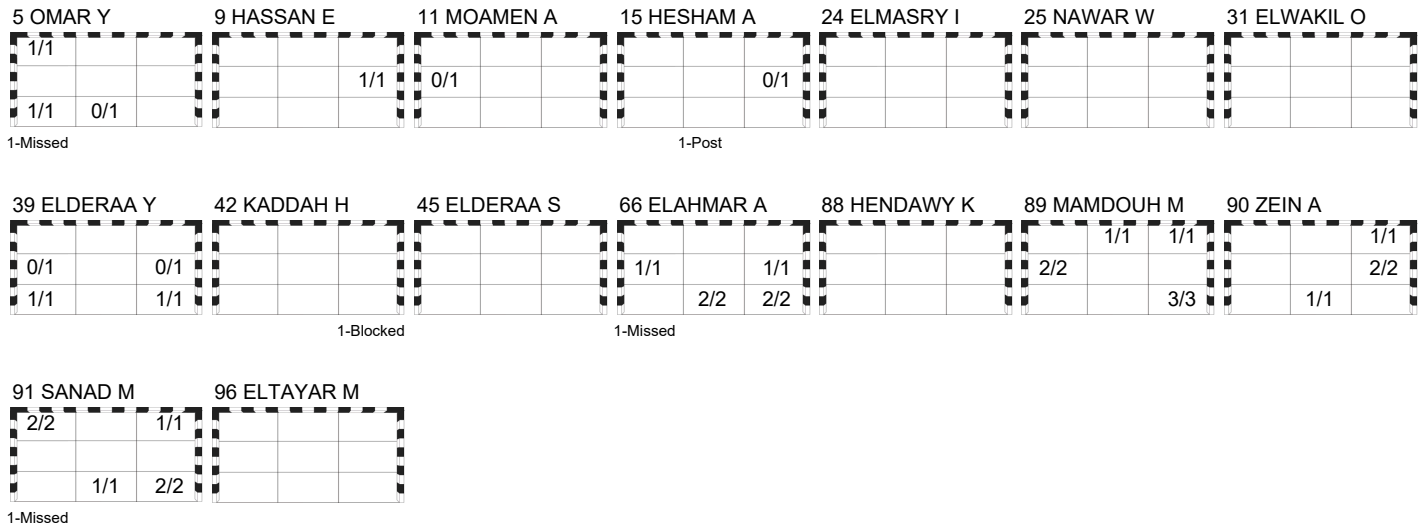 5 OMAR Y 9 HASSAN E 11 MOAMEN A 15 HESHAM A 24 ELMASRY I 25 NAWAR W 31 ELWAKIL O
1/1
1/1 0/1 0/1
1/1 0/1
1-Missed 1-Post
39 ELDERAA Y 42 KADDAH H 45 ELDERAA S 66 ELAHMAR A 88 HENDAWY K 89 MAMDOUH M 90 ZEIN A
1/1 1/1 1/1
0/1 0/1 1/1 1/1 2/2 2/2
1/1 1/1 2/2 2/2 3/3 1/1
1-Blocked 1-Missed
91 SANAD M 96 ELTAYAR M
2/2 1/1
1/1 2/2
1-Missed